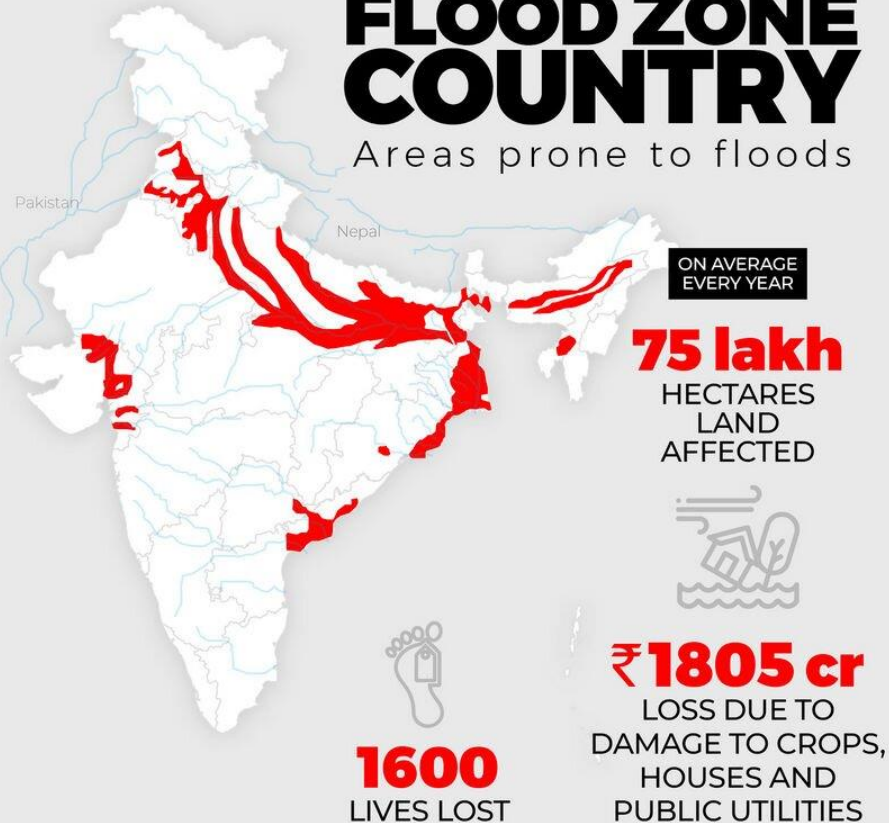 FLOOD ZONE
COUNTRY
Areas prone to floods
Pakistan
Nepal
ON AVERAGE
EVERY YEAR
75 lakh
HECTARES
LAND
AFFECTED
₹1805 cr
LOSS DUE TO
DAMAGE TO CROPS,
HOUSES AND
PUBLIC UTILITIES
1600
LIVES LOST